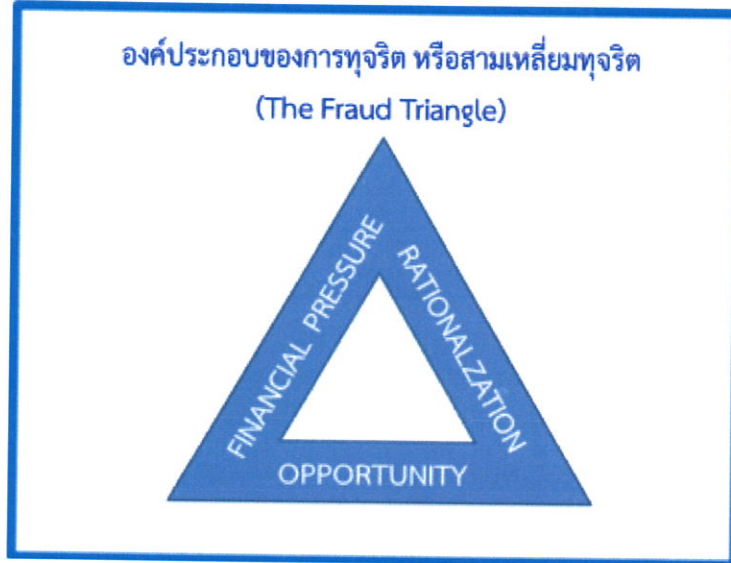 องค์ประกอบของการทุจริต หรือสามเหลี่ยมทุจริต
(The Fraud Triangle)
FINANCIAL PRESSURE
RATIONALZATION
OPPORTUNITY